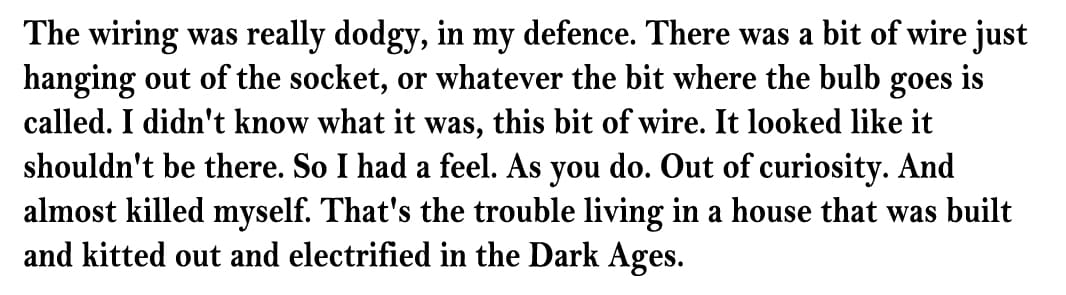 The wiring was really dodgy, in my defence. There was a bit of wire just
hanging out of the socket, or whatever the bit where the bulb goes is
called. I didn't know what it was, this bit of wire. It looked like it
shouldn't be there. So I had a feel. As you do. Out of curiosity. And
almost killed myself. That's the trouble living in a house that was built
and kitted out and electrified in the Dark Ages.